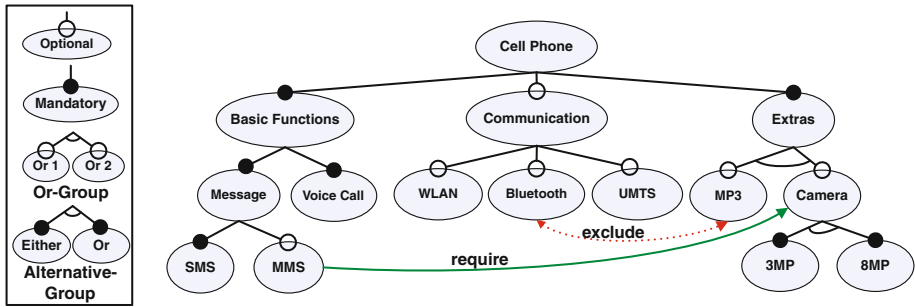 Optional
Mandatory
Or 1 Or 2
Or-Group
Either Or
Alternative-
Group
Cell Phone
Basic Functions Communication Extras
Message Voice Call WLAN Bluetooth UMTS MP3 Camera
exclude
SMS MMS require 3MP 8MP